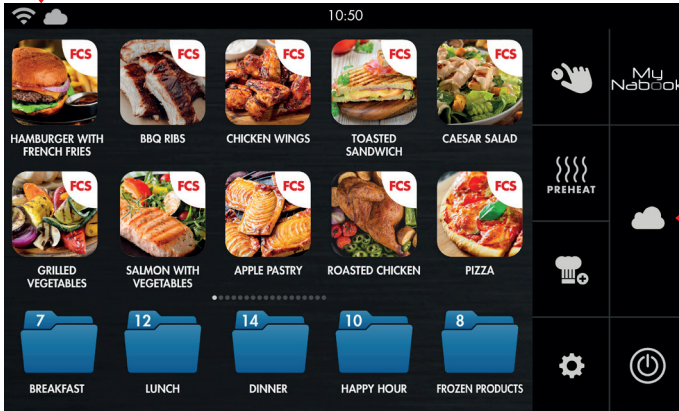 10:50
FCS
FCS
FCS
FCS
FCS
HAMBURGER WITH
FRENCH FRIES
BBQ RIBS
CHICKEN WINGS
TOASTED
SANDWICH
CAESAR SALAD
FCS
FCS
FCS
FCS
FCS
GRILLED
VEGETABLES
SALMON WITH
VEGETABLES
APPLE PASTRY
ROASTED CHICKEN
PIZZA
7
12
14
10
8
BREAKFAST
LUNCH
DINNER
HAPPY HOUR
FROZEN PRODUCTS
My
Nabook
PREHEAT